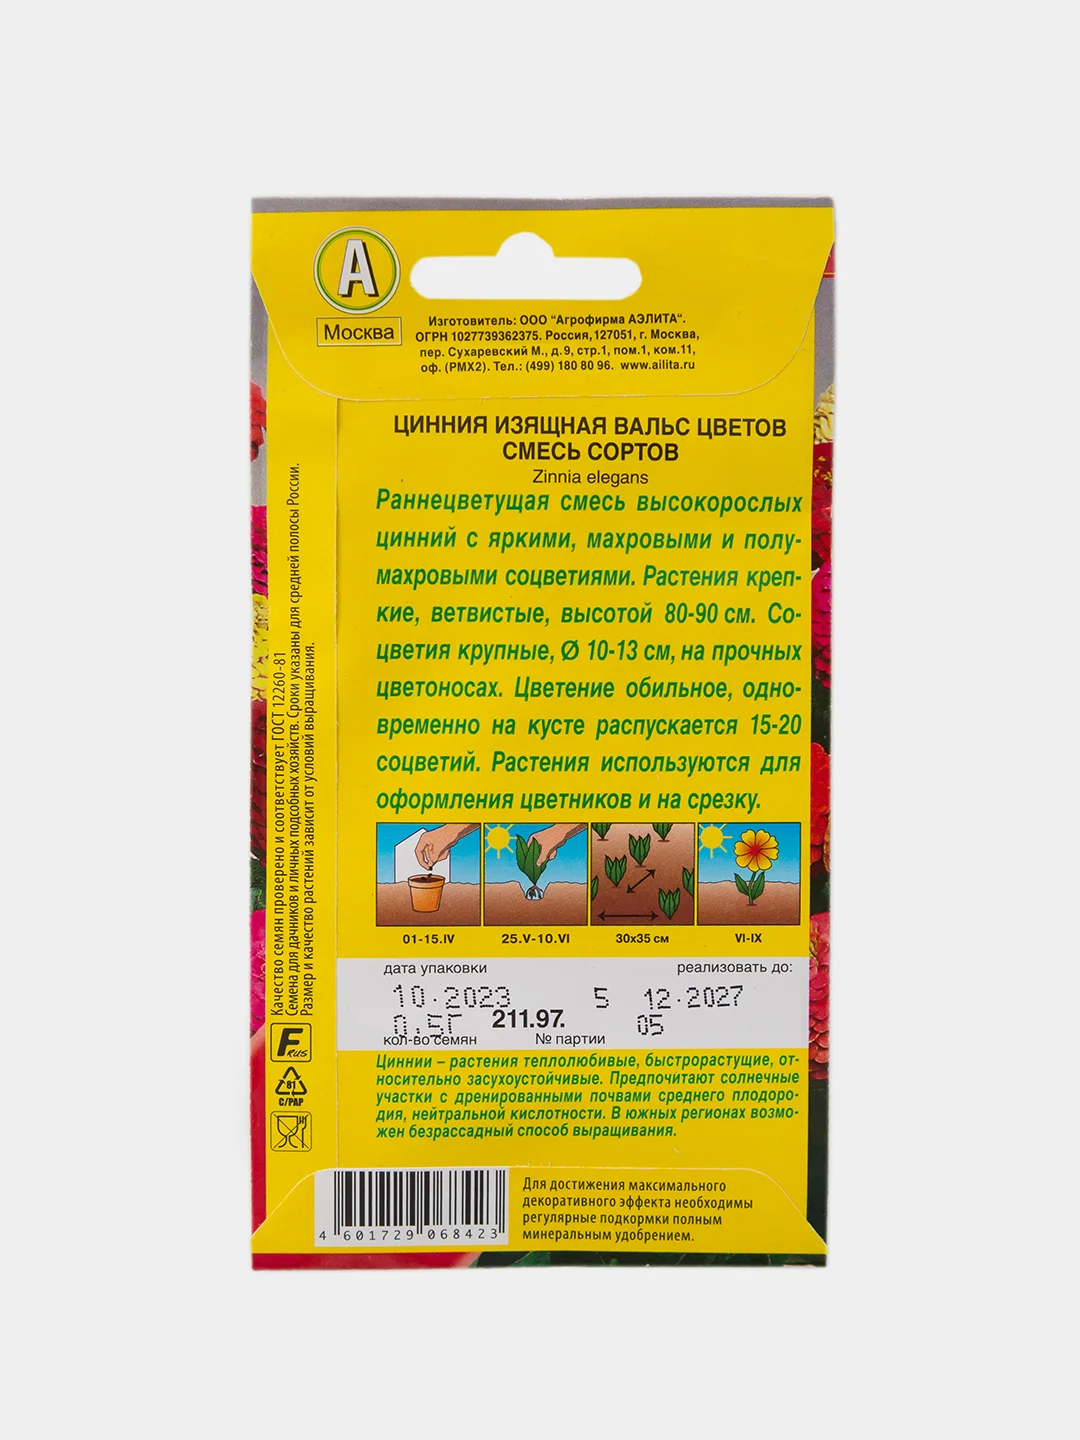 А
Москва
Изготовитель: ООО "Агрофирма АЭЛИТА".
ОГРН 1027739362375. Россия,127051, г. Москва,
пер. Сухаревский М., д.9, стр.1, пом.1, ком.11,
оф. (РМХ2). Тел.: (499) 180 80 96. www.ailita.ru
ЦИННИЯ ИЗЯЩНАЯ ВАЛЬС ЦВЕТОВ
СМЕСЬ СОРТОВ
Zinnia elegans
Раннецветущая смесь высокорослых
цинний с яркими, махровыми и полу-
махровыми соцветиями. Растения креп-
кие, ветвистые, высотой 80-90 см. Со-
цветия крупные, Ø 10-13 см, на прочных
цветоносах. Цветение обильное, одно-
временно на кусте распускается 15-20
соцветий. Растения используются для
оформления цветников и на срезку.
01-15.IV 25.V-10.VI 30x35 см VI-IX
дата упаковки реализовать до:
10.2023 5 12.2027
0.5Г 211.97. 05
кол-во семян № партии
Циннии – растения теплолюбивые, быстрорастущие, от-
носительно засухоустойчивые. Предпочитают солнечные
участки с дренированными почвами среднего плодоро-
дия, нейтральной кислотности. В южных регионах возмо-
жен безрассадный способ выращивания.
Качество семян проверено и соответствует ГОСТ 12260-81
Семена для дачников и личных подсобных хозяйств. Сроки указаны для средней полосы России.
Размер и качество растений зависит от условий выращивания.
F RUS
81
C/PAP
4 601729 068423
Для достижения максимального
декоративного эффекта необходимы
регулярные подкормки полным
минеральным удобрением.